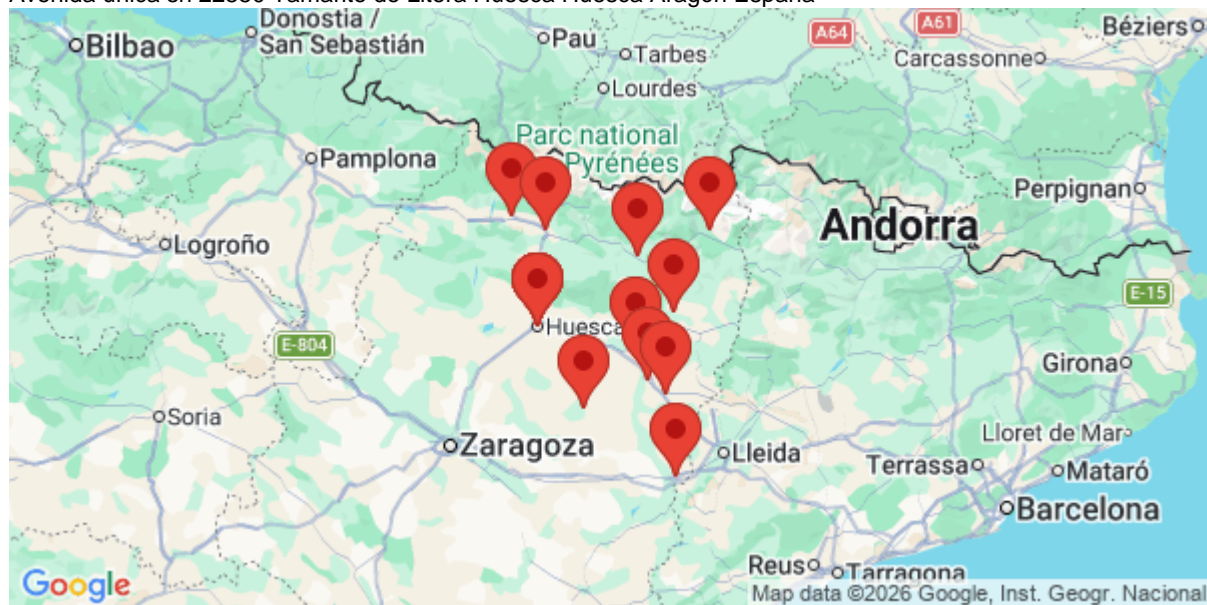 Donostia /
San Sebastián
Bilbao
Pau
Tarbes
A64
A61
Béziers
Carcassonne
Lourdes
Parc national
Pyrénées
Pamplona
Perpignan
Andorra
Logroño
E-15
Huesca
E-804
Girona
Soria
Zaragoza
Lleida
Lloret de Mar
Terrassa
Mataró
Barcelona
Reus
Tarragona
Google
Map data ©2026 Google, Inst. Geogr. Nacional